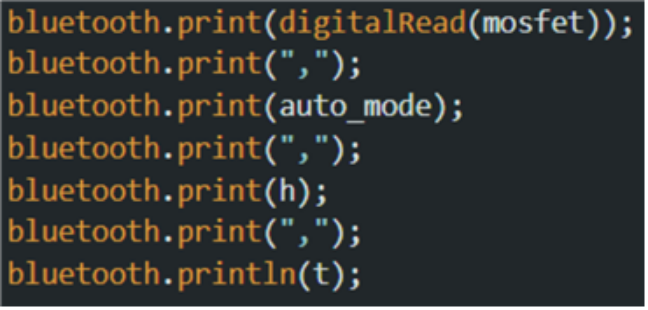 bluetooth.print(digitalRead(mosfet));
bluetooth.print(",");
bluetooth.print(auto_mode);
bluetooth.print(",");
bluetooth.print(h);
bluetooth.print(",");
bluetooth.println(t);